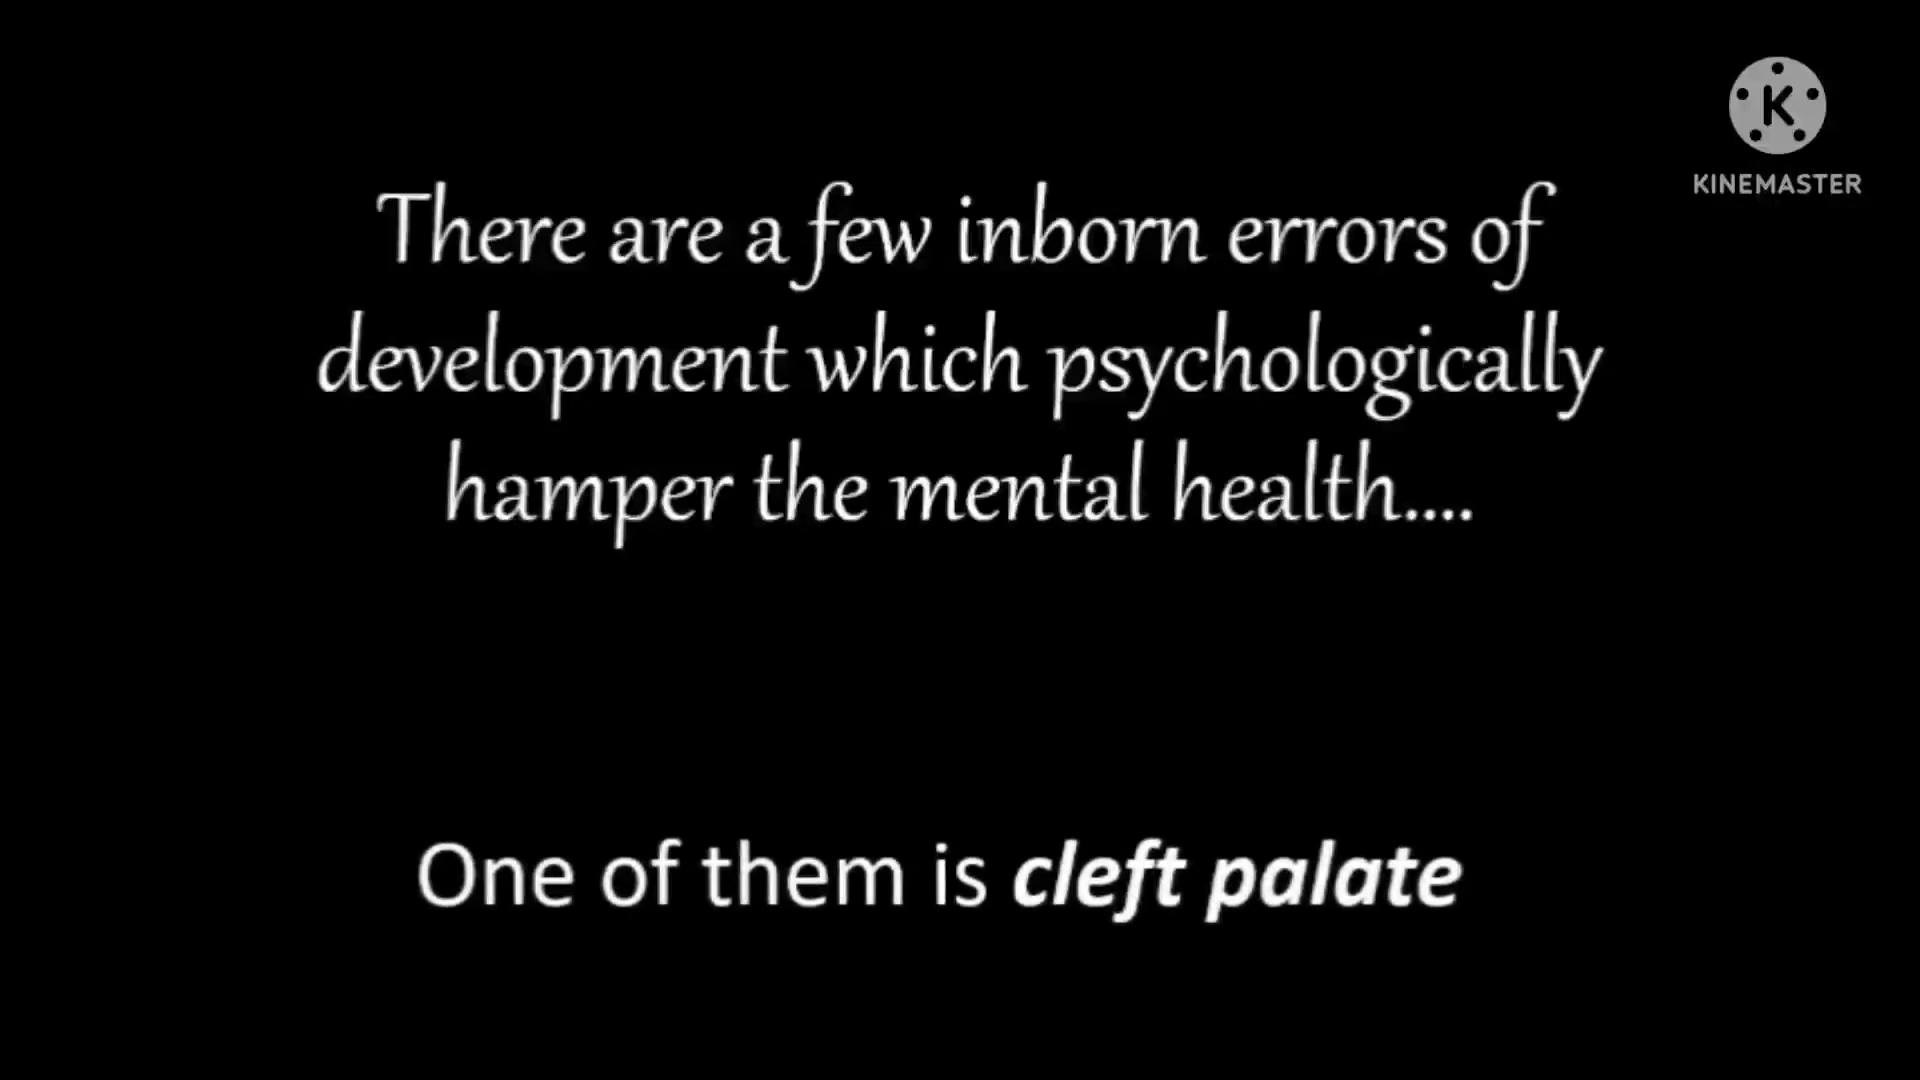 K
KINEMASTER
There are a few inborn errors of
development which psychologically
hamper the mental health....
One of them is cleft palate